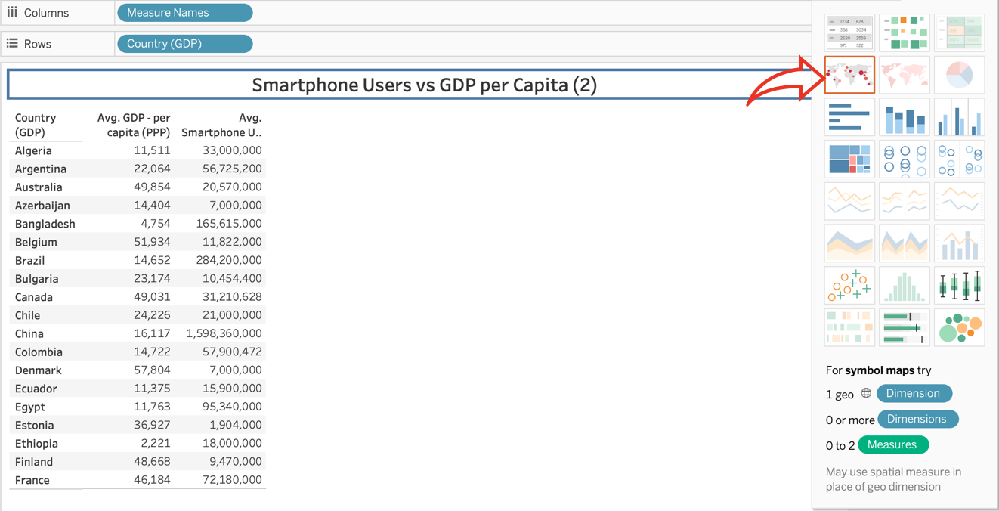 Columns Measure Names
Rows Country (GDP)
Smartphone Users vs GDP per Capita (2)
Country Avg. GDP - per Avg.
(GDP) capita (PPP) Smartphone U..
Algeria 11,511 33,000,000
Argentina 22,064 56,725,200
Australia 49,854 20,570,000
Azerbaijan 14,404 7,000,000
Bangladesh 4,754 165,615,000
Belgium 51,934 11,822,000
Brazil 14,652 284,200,000
Bulgaria 23,174 10,454,400
Canada 49,031 31,210,628
Chile 24,226 21,000,000
China 16,117 1,598,360,000
Colombia 14,722 57,900,472
Denmark 57,804 7,000,000
Ecuador 11,375 15,900,000
Egypt 11,763 95,340,000
Estonia 36,927 1,904,000
Ethiopia 2,221 18,000,000
Finland 48,668 9,470,000
France 46,184 72,180,000
1234 678
368 3034
2620 2559
971 322
For symbol maps try
1 geo Dimension
0 or more Dimensions
0 to 2 Measures
May use spatial measure in
place of geo dimension